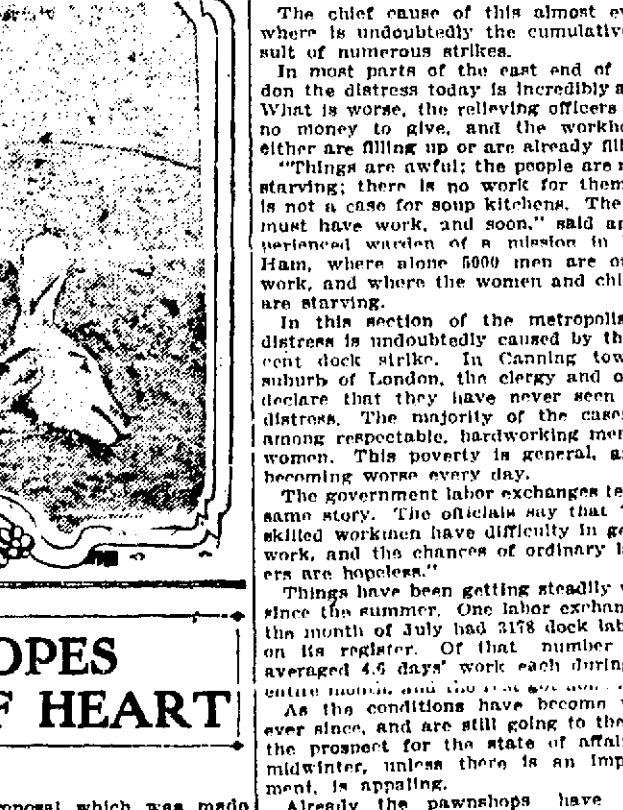 OPES
F HEART
roposal which was made
The chief cause of this almost ev
where is undoubtedly the cumulative
sult of numerous strikes.
In most parts of the east end of
don the distress today is incredibly a
What is worse, the relieving officers
no money to give, and the workho
either are filling up or are already fill
"Things are awful; the people are
starving; there is no work for them
is not a case for soup kitchens. The
must have work, and soon," said an
perienced warden of a mission in
Ham, where alone 5000 men are o
work, and where the women and chil
are starving.
In this section of the metropolis
distress is undoubtedly caused by the
cent dock strike. In Canning tow
suburb of London, the clergy and o
declare that they have never seen
distress. The majority of the cases
among respectable, hardworking men
women. This poverty is general, a
becoming worse every day.
The government labor exchanges te
same story. The officials say that "
skilled workmen have difficulty in ge
work, and the chances of ordinary l
ers are hopeless."
Things have been getting steadily
since the summer. One labor exchan
the month of July had 3178 dock lab
on its register. Of that number
averaged 4.6 days' work each during
entire month, and the rest got
As the conditions have become
ever since, and are still going to the
the prospect for the state of affai
midwinter, unless there is an imp
ment, is appaling.
Already the pawnshops have